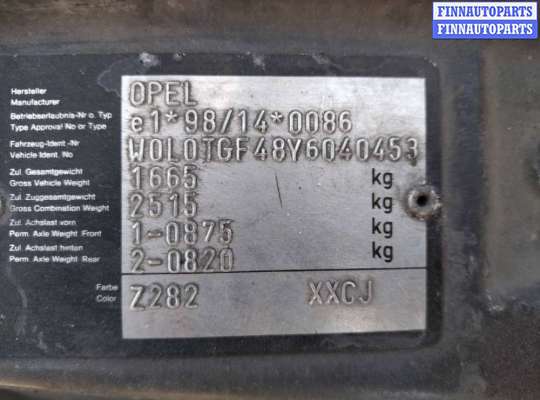 FINNAUTOPARTS
FINNAUTOPARTS
Hersteller
Manufacturer
OPEL
Betriebserlaubnis-Nr o. Typ
Type Approval No or Type
e1*98/14*0086
Fahrzeug-Ident.-Nr
Vehicle Ident. No
W0L0TGF48Y6040453
Zul. Gesamtgewicht
Gross Vehicle Weight
1665 kg
Zul. Zuggesamtgewicht
Gross Combination Weight
2515 kg
Zul. Achslast vorn
Perm. Axle Weight /Front
1-0875 kg
Zul. Achslast hinten
Perm. Axle Weight /Rear
2-0820 kg
Farbe
Color
Z282 XXCJ